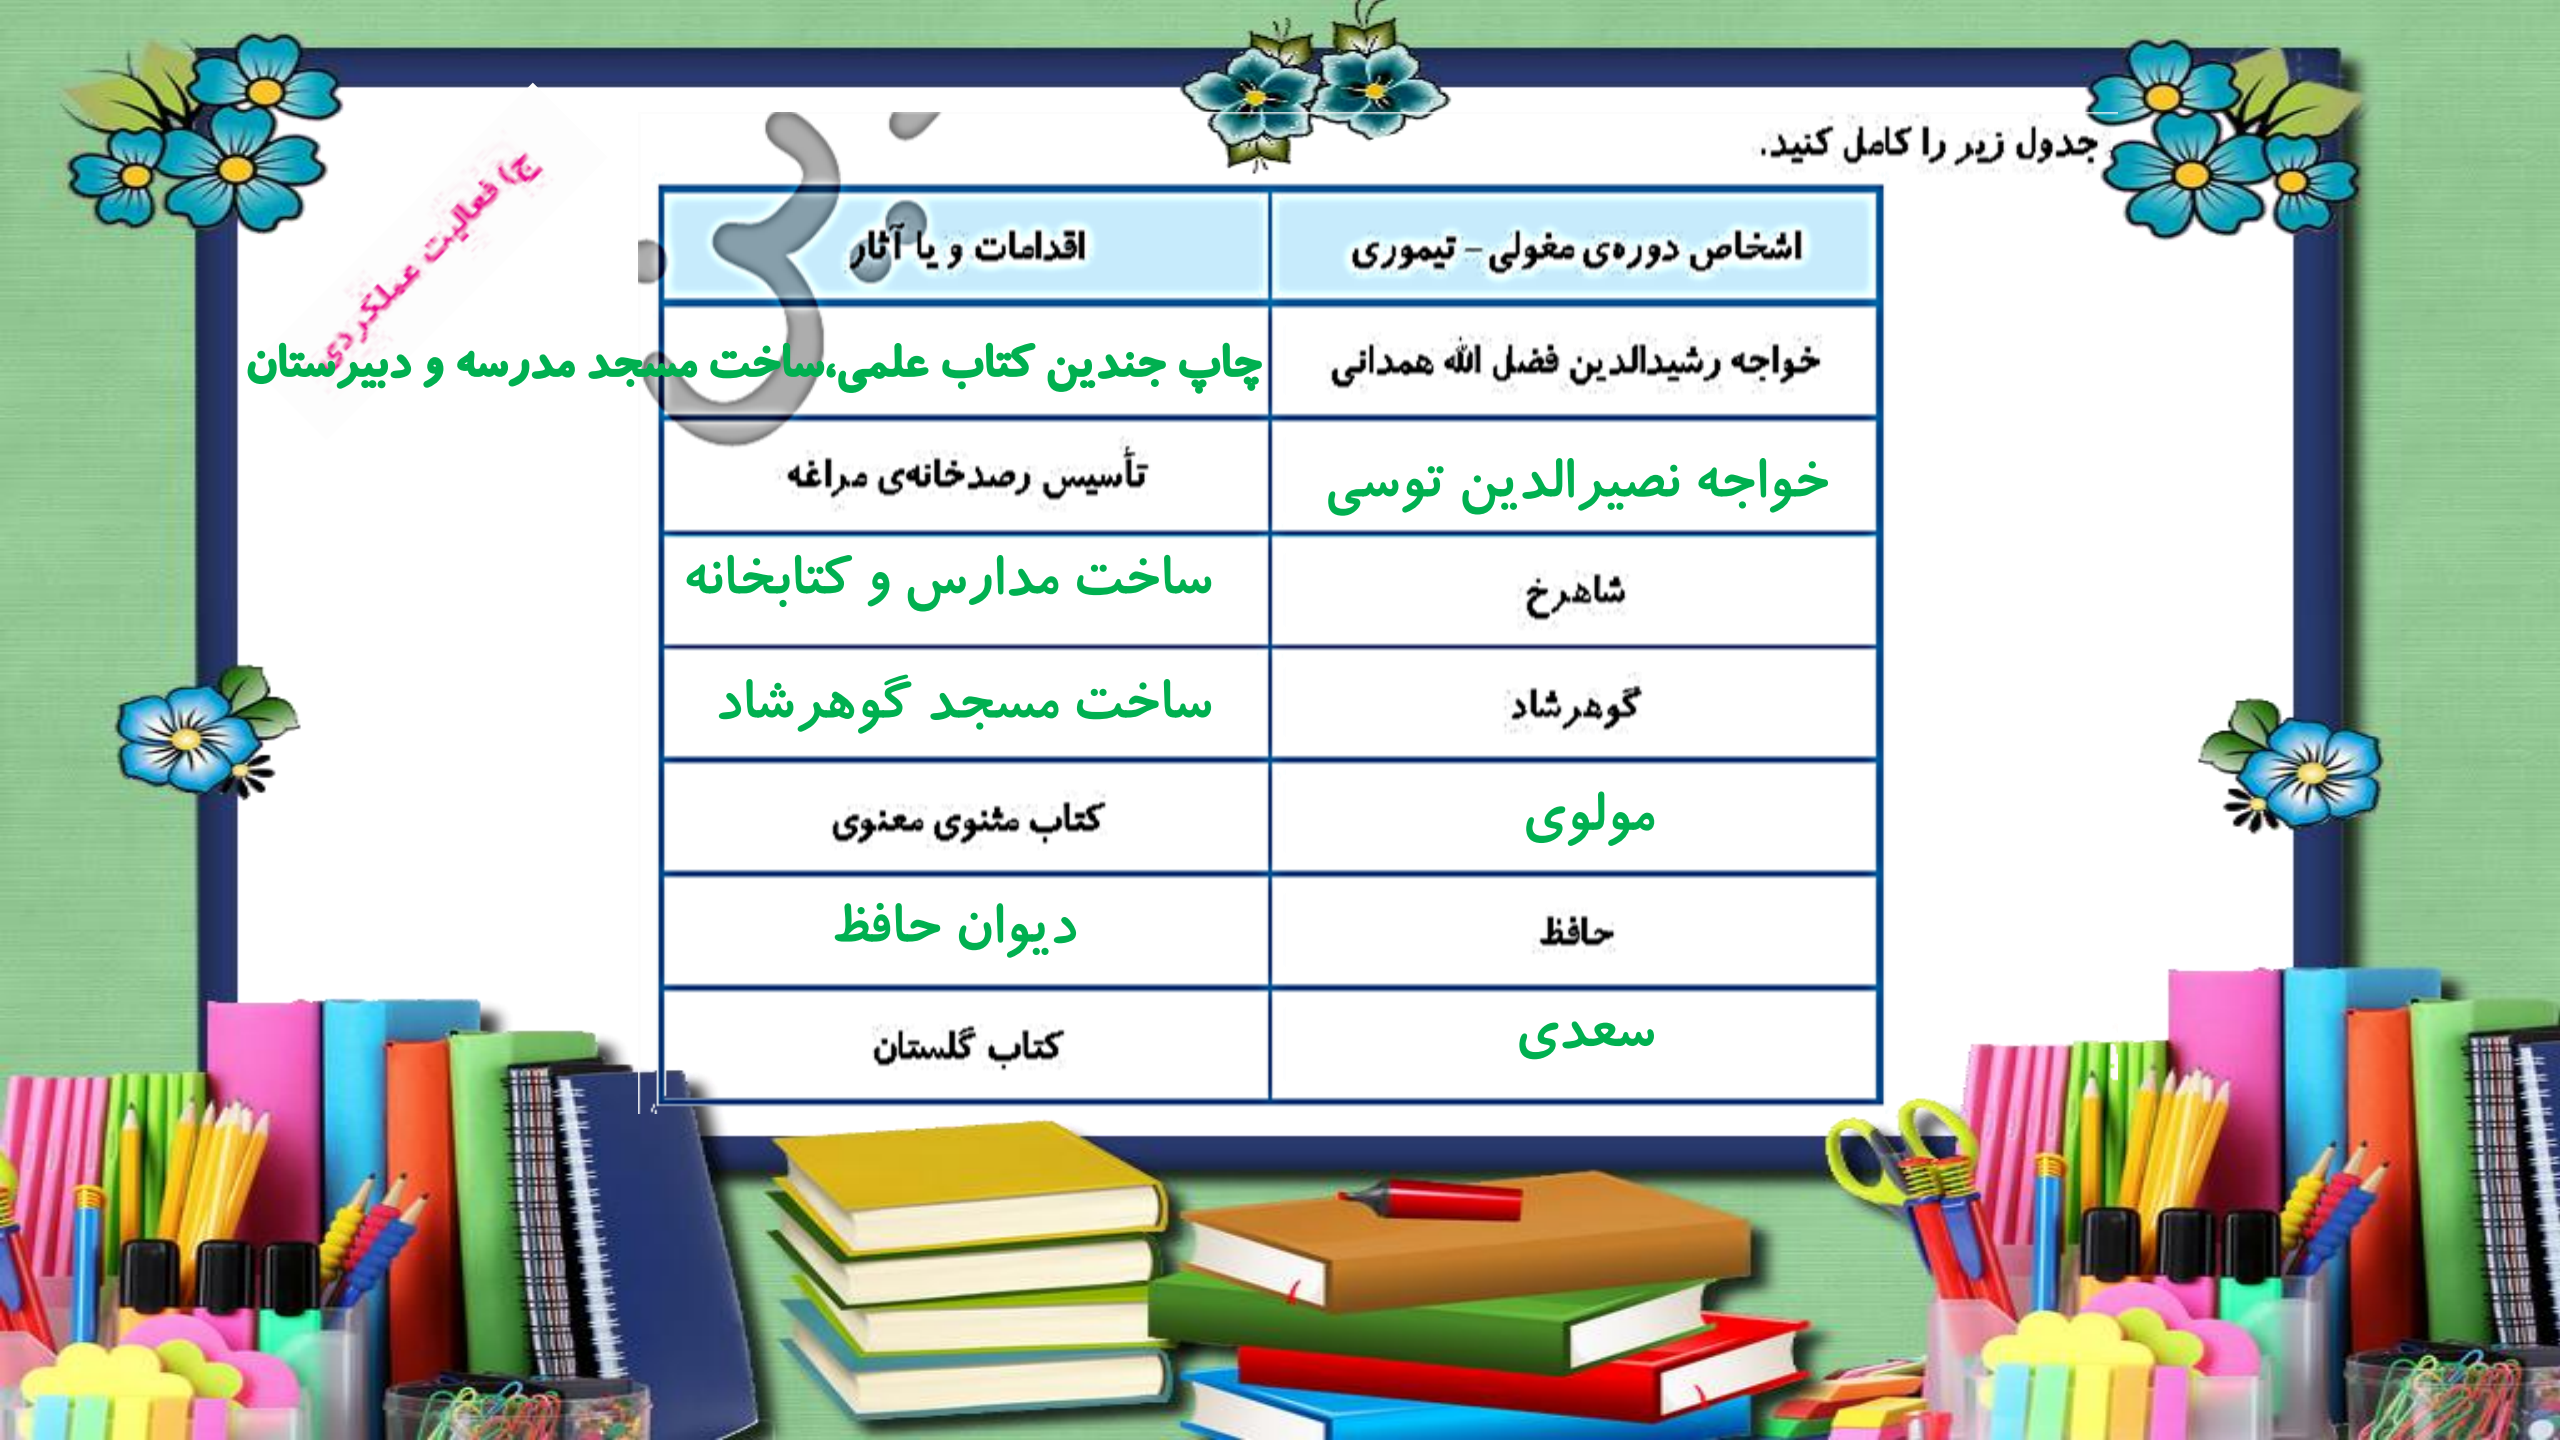 جدول زیر را کامل کنید.
ج) فعالیت عملکردی
اشخاص دوره‌ی مغولی – تیموری	اقدامات و یا آثار
خواجه رشیدالدین فضل الله همدانی	چاپ جندین کتاب علمی،ساخت مسجد مدرسه و دبیرستان
خواجه نصیرالدین توسی	تأسیس رصدخانه‌ی مراغه
شاهرخ	ساخت مدارس و کتابخانه
گوهرشاد	ساخت مسجد گوهرشاد
مولوی	کتاب مثنوی معنوی
حافظ	دیوان حافظ
سعدی	کتاب گلستان